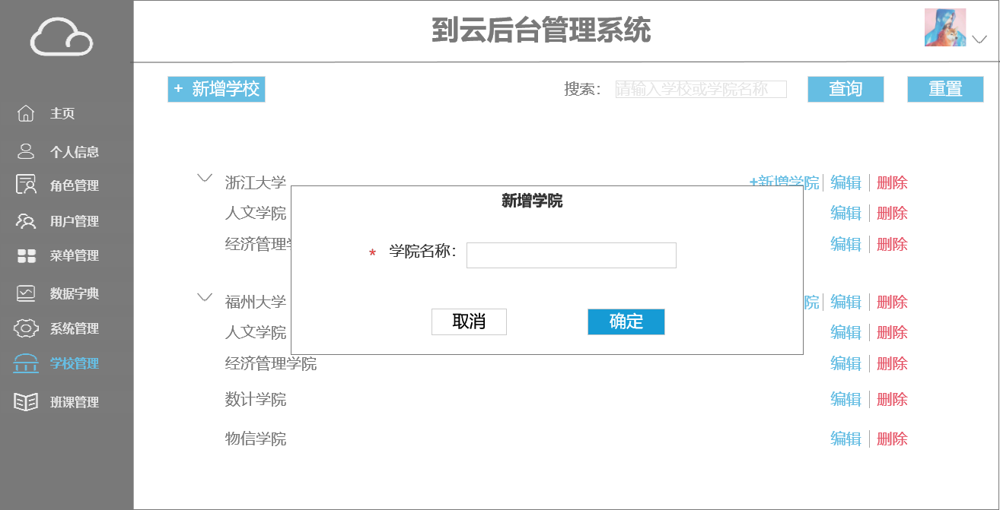 到云后台管理系统
+ 新增学校
搜索：
请输入学校或学院名称
查询
重置
主页
个人信息
角色管理
用户管理
菜单管理
数据字典
系统管理
学校管理
班课管理
浙江大学
+新增学院
编辑
删除
人文学院
编辑
删除
经济管理
编辑
删除
新增学院
* 学院名称：
取消
确定
福州大学
院
编辑
删除
人文学院
编辑
删除
经济管理学院
编辑
删除
数计学院
编辑
删除
物信学院
编辑
删除